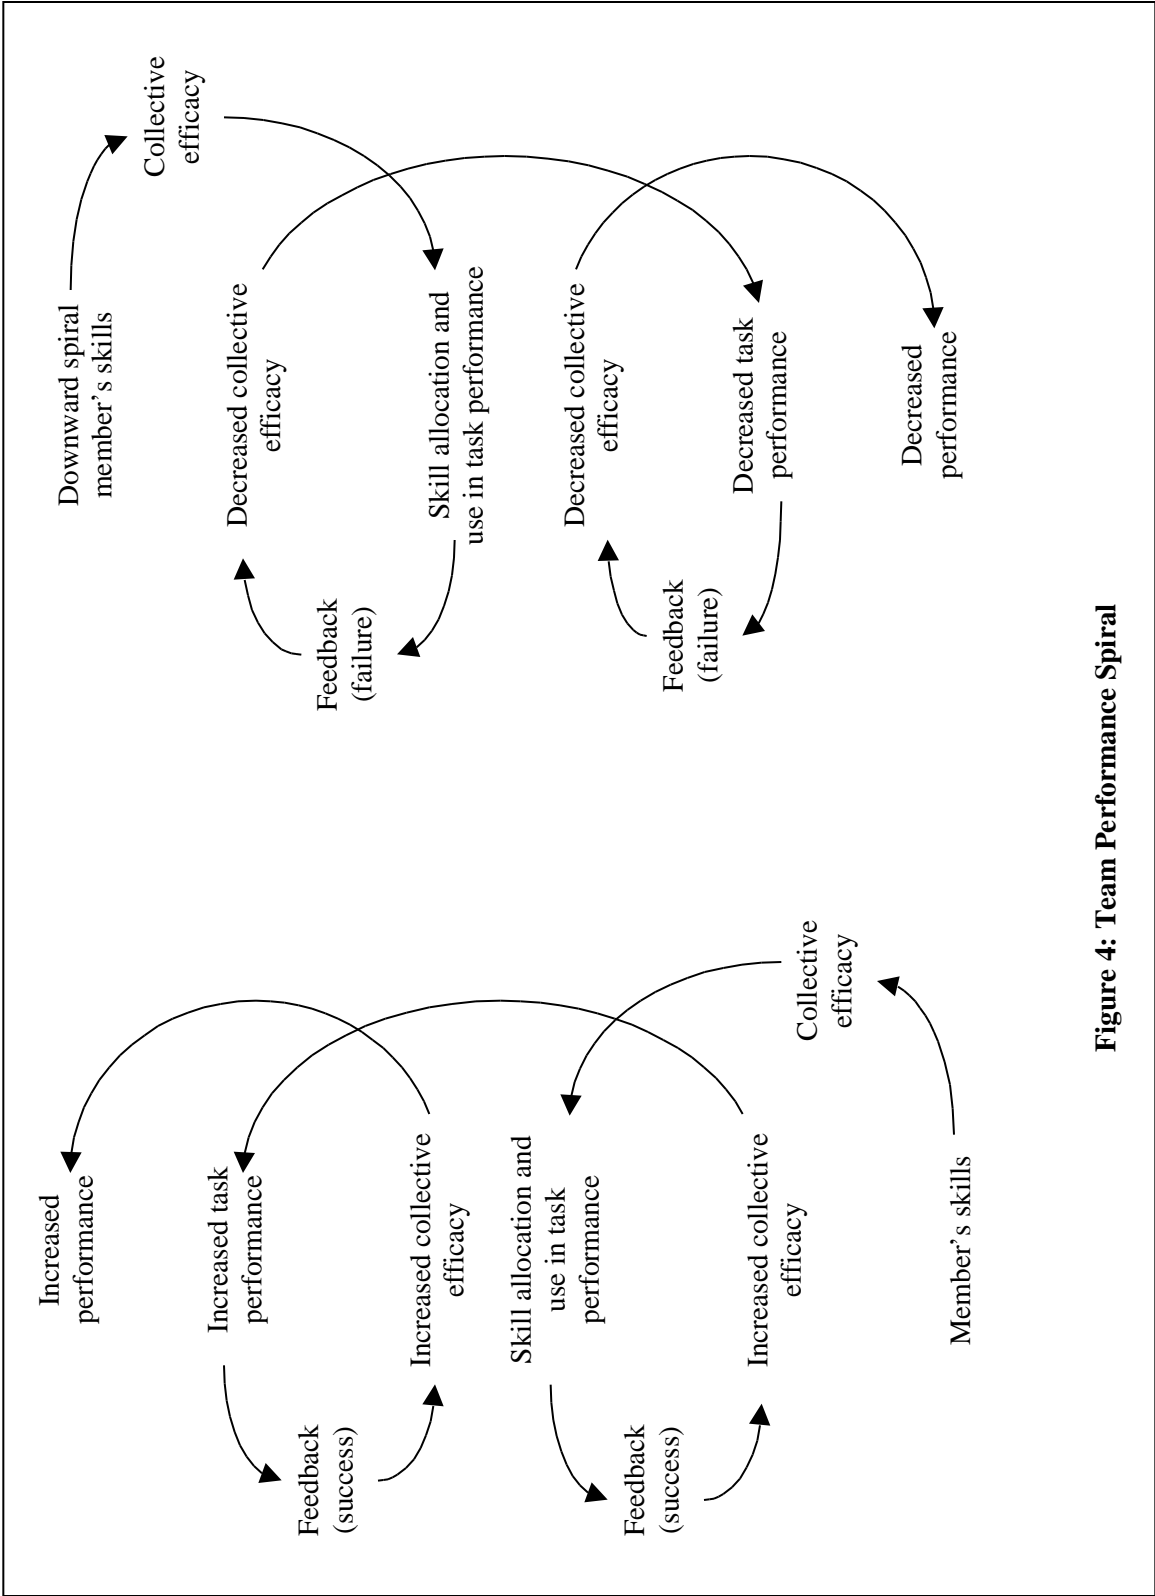 Increased
performance
Increased task
performance
Feedback
(success)
Increased collective
efficacy
Skill allocation and
use in task
performance
Feedback
(success)
Increased collective
efficacy
Collective
efficacy
Member's skills
Downward spiral
member's skills
Collective
efficacy
Decreased collective
efficacy
Feedback
(failure)
Skill allocation and
use in task performance
Decreased collective
efficacy
Feedback
(failure)
Decreased task
performance
Decreased
performance
Figure 4: Team Performance Spiral